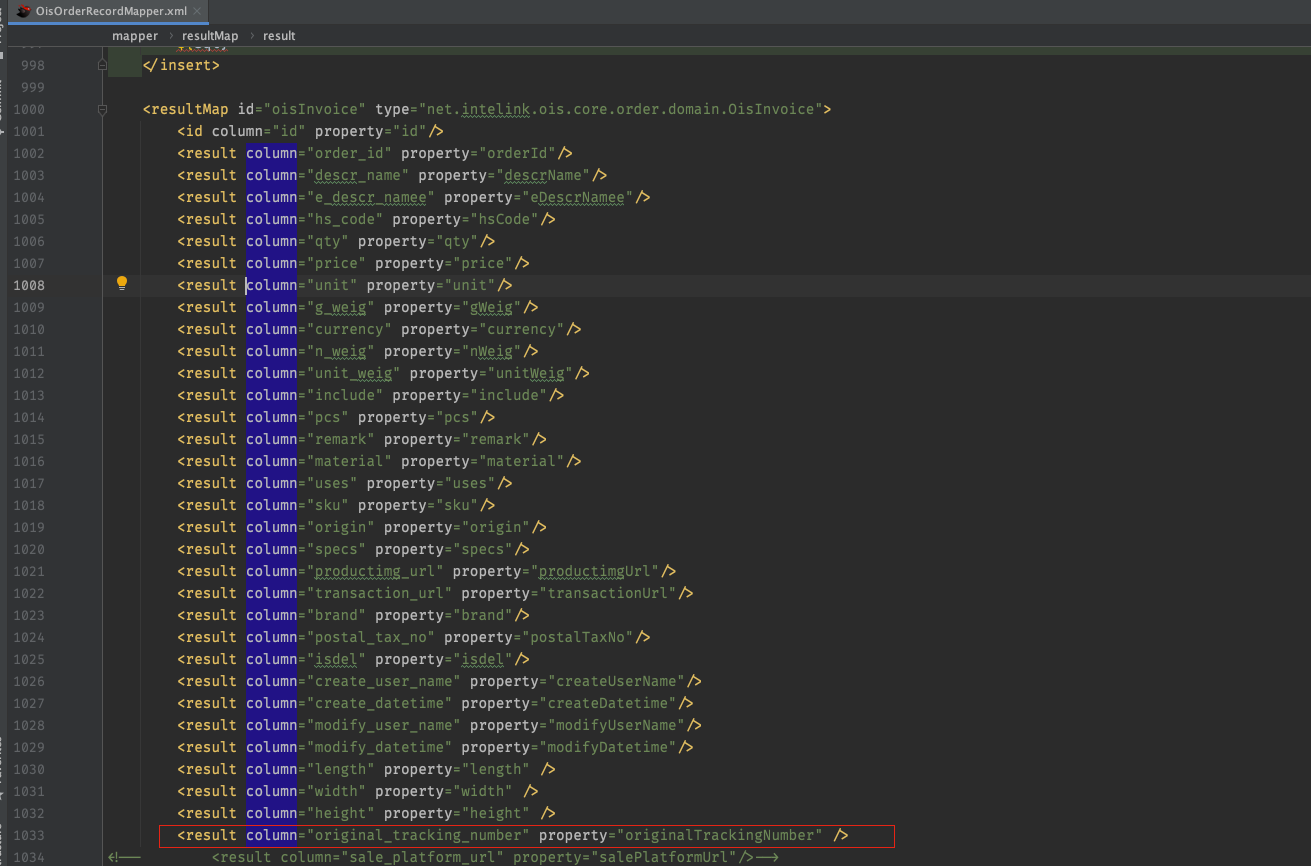 OisOrderRecordMapper.xml
mapper › resultMap › result
998 </insert>
999
1000 <resultMap id="oisInvoice" type="net.intelink.ois.core.order.domain.OisInvoice">
1001 <id column="id" property="id"/>
1002 <result column="order_id" property="orderId"/>
1003 <result column="descr_name" property="descrName"/>
1004 <result column="e_descr_namee" property="eDescrNamee"/>
1005 <result column="hs_code" property="hsCode"/>
1006 <result column="qty" property="qty"/>
1007 <result column="price" property="price"/>
1008 <result column="unit" property="unit"/>
1009 <result column="g_weig" property="gWeig"/>
1010 <result column="currency" property="currency"/>
1011 <result column="n_weig" property="nWeig"/>
1012 <result column="unit_weig" property="unitWeig"/>
1013 <result column="include" property="include"/>
1014 <result column="pcs" property="pcs"/>
1015 <result column="remark" property="remark"/>
1016 <result column="material" property="material"/>
1017 <result column="uses" property="uses"/>
1018 <result column="sku" property="sku"/>
1019 <result column="origin" property="origin"/>
1020 <result column="specs" property="specs"/>
1021 <result column="productimg_url" property="productimgUrl"/>
1022 <result column="transaction_url" property="transactionUrl"/>
1023 <result column="brand" property="brand"/>
1024 <result column="postal_tax_no" property="postalTaxNo"/>
1025 <result column="isdel" property="isdel"/>
1026 <result column="create_user_name" property="createUserName"/>
1027 <result column="create_datetime" property="createDatetime"/>
1028 <result column="modify_user_name" property="modifyUserName"/>
1029 <result column="modify_datetime" property="modifyDatetime"/>
1030 <result column="length" property="length" />
1031 <result column="width" property="width" />
1032 <result column="height" property="height" />
1033 <result column="original_tracking_number" property="originalTrackingNumber" />
1034 <!-- <result column="sale_platform_url" property="salePlatformUrl"/>-->